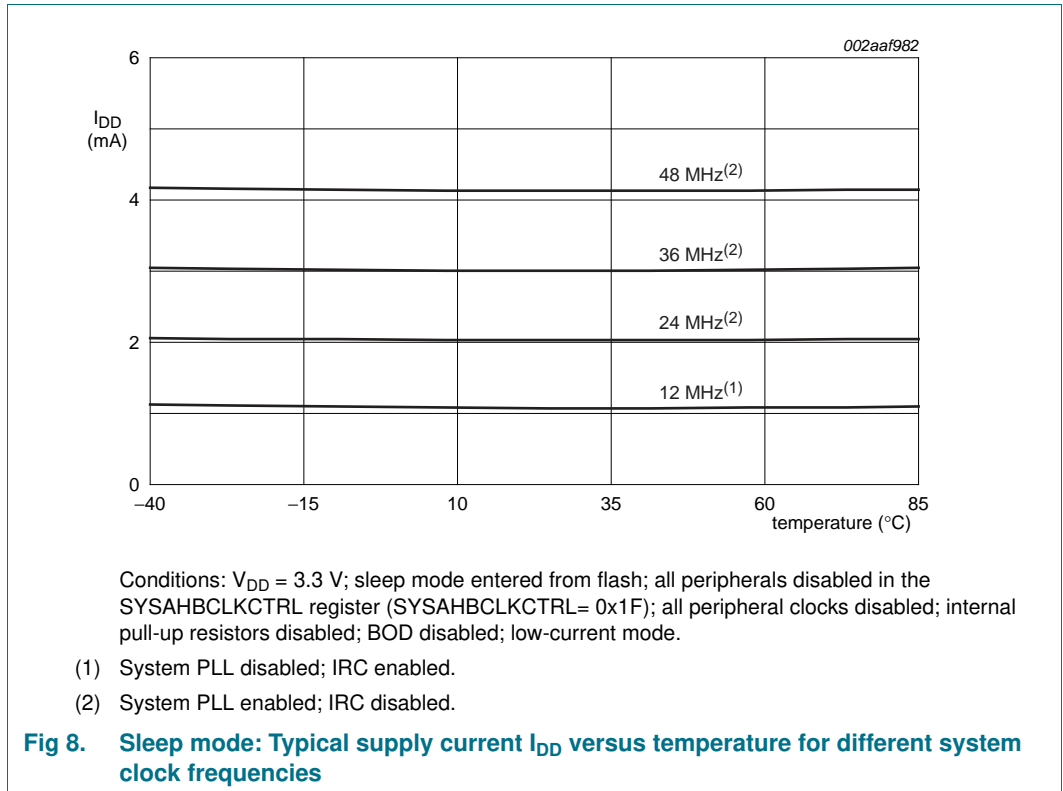 002aaf982
6
I_DD
(mA)
48 MHz(2)
4
36 MHz(2)
24 MHz(2)
2
12 MHz(1)
0
−40 −15 10 35 60 85
temperature (°C)
Conditions: V_DD = 3.3 V; sleep mode entered from flash; all peripherals disabled in the
SYSAHBCLKCTRL register (SYSAHBCLKCTRL= 0x1F); all peripheral clocks disabled; internal
pull-up resistors disabled; BOD disabled; low-current mode.
(1) System PLL disabled; IRC enabled.
(2) System PLL enabled; IRC disabled.
Fig 8. Sleep mode: Typical supply current I_DD versus temperature for different system
clock frequencies